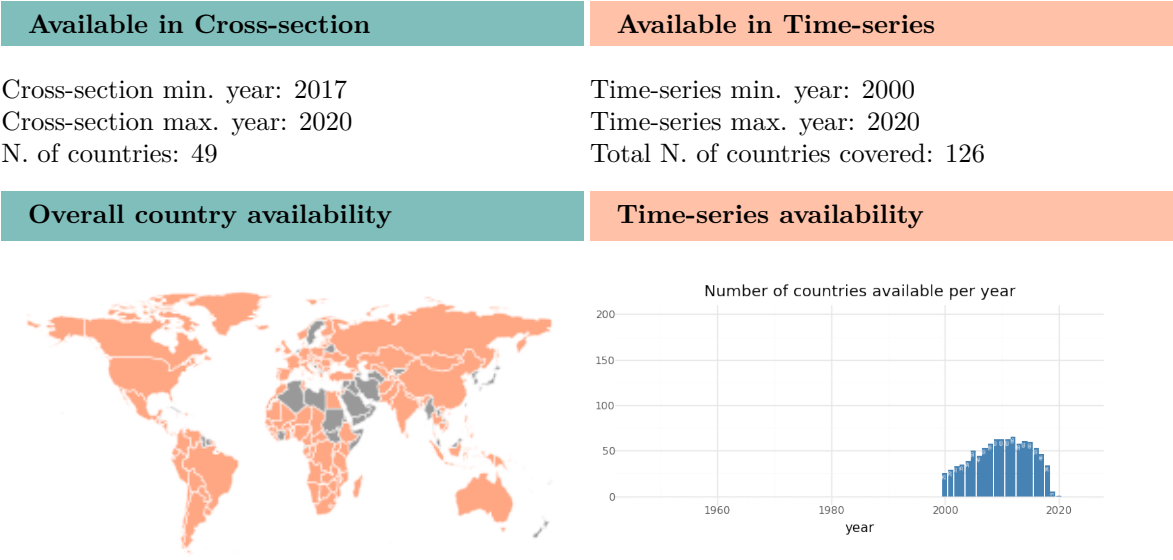 Available in Cross-section
Available in Time-series
Cross-section min. year: 2017
Cross-section max. year: 2020
N. of countries: 49
Time-series min. year: 2000
Time-series max. year: 2020
Total N. of countries covered: 126
Overall country availability
Time-series availability
Number of countries available per year
200
150
100
50
0
1960 1980 2000 2020
year